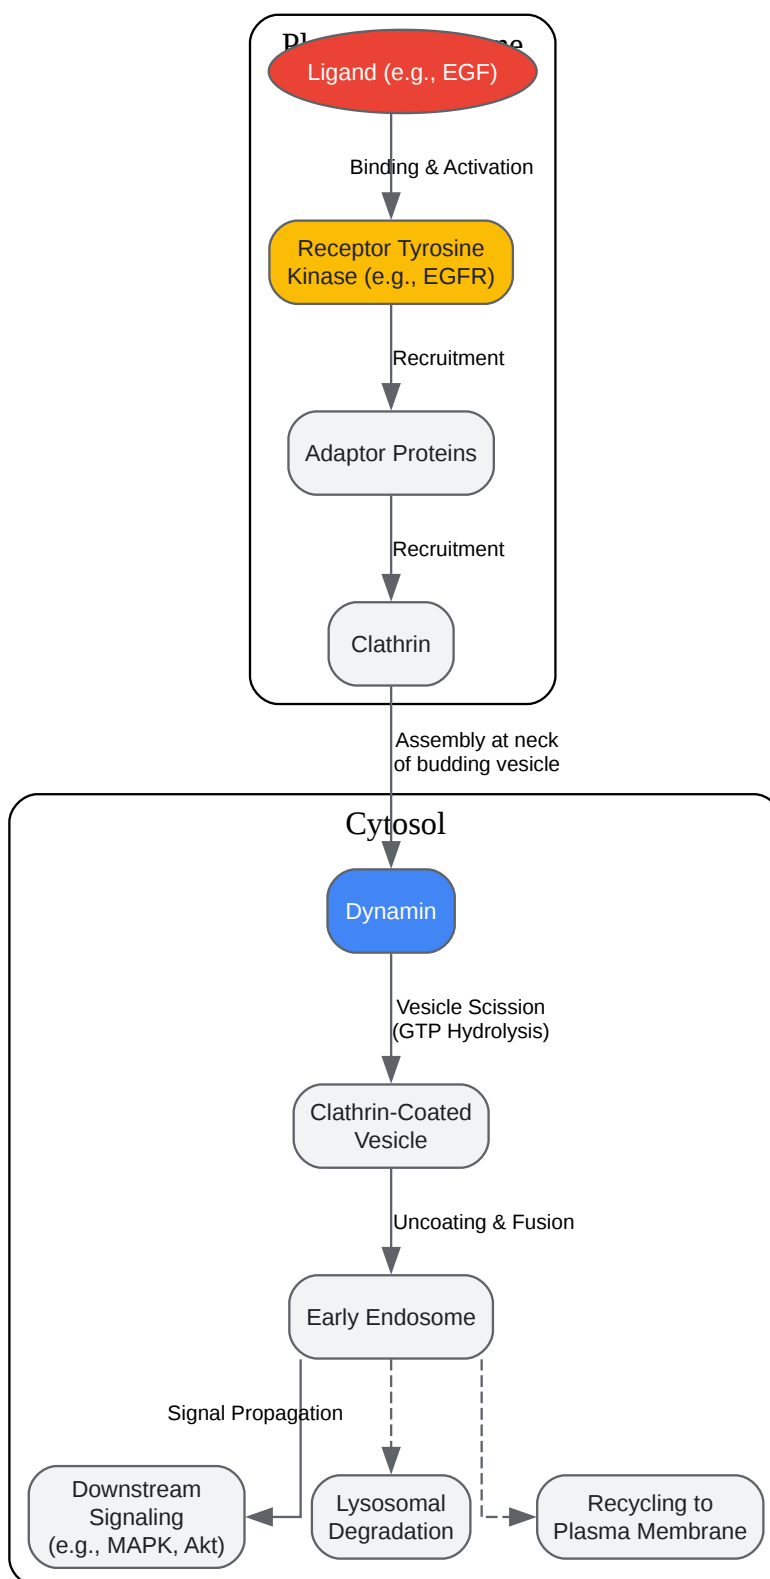 Ligand (e.g., EGF)
Binding & Activation
Receptor Tyrosine
Kinase (e.g., EGFR)
Recruitment
Adaptor Proteins
Recruitment
Clathrin
Assembly at neck
of budding vesicle
Cytosol
Dynamin
Vesicle Scission
(GTP Hydrolysis)
Clathrin-Coated
Vesicle
Uncoating & Fusion
Early Endosome
Signal Propagation
Downstream
Signaling
(e.g., MAPK, Akt)
Lysosomal
Degradation
Recycling to
Plasma Membrane